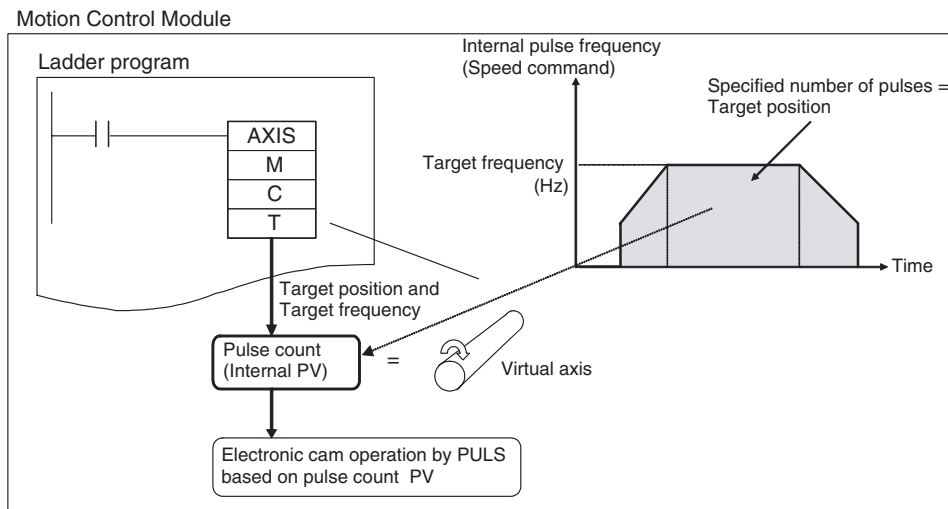 Motion Control Module
Ladder program
AXIS
M
C
T
Internal pulse frequency
(Speed command)
Specified number of pulses =
Target position
Target frequency
(Hz)
Time
Target position and
Target frequency
Pulse count
(Internal PV)
=
Virtual axis
Electronic cam operation by PULS
based on pulse count PV